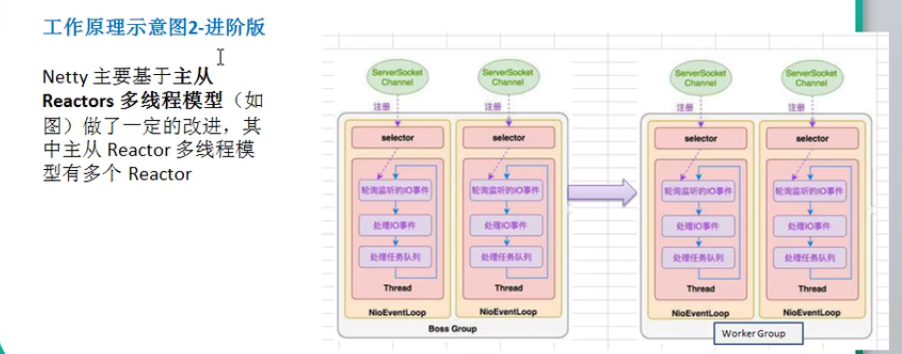 工作原理示意图2-进阶版
Netty 主要基于主从
Reactors 多线程模型（如
图）做了一定的改进，其
中主从 Reactor 多线程模
型有多个 Reactor
ServerSocket
Channel
注册
selector
轮询监听的IO事件
处理IO事件
处理任务队列
Thread
NioEventLoop
ServerSocket
Channel
注册
selector
轮询监听的IO事件
处理IO事件
处理任务队列
Thread
NioEventLoop
Boss Group
ServerSocket
Channel
注册
selector
轮询监听的IO事件
处理IO事件
处理任务队列
Thread
NioEventLoop
ServerSocket
Channel
注册
selector
轮询监听的IO事件
处理IO事件
处理任务队列
Thread
NioEventLoop
Worker Group